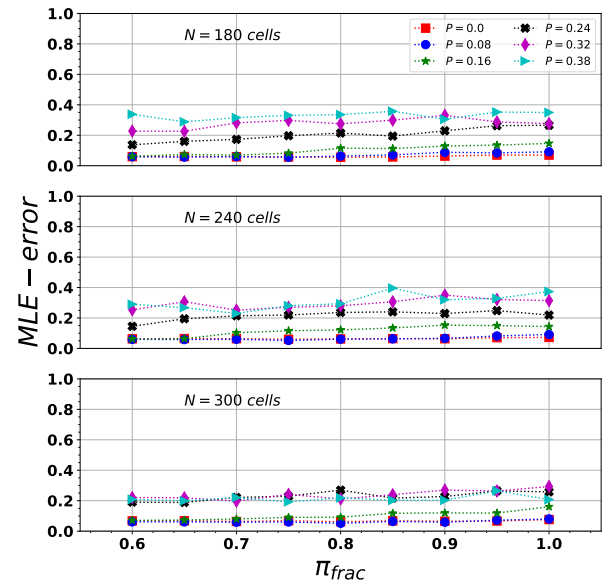 1.0
0.8
0.6
0.4
0.2
0.0
N = 180 cells
P = 0.0
P = 0.08
P = 0.16
P = 0.24
P = 0.32
P = 0.38
1.0
0.8
0.6
0.4
0.2
0.0
N = 240 cells
MLE − error
1.0
0.8
0.6
0.4
0.2
0.0
N = 300 cells
0.6 0.7 0.8 0.9 1.0
π_frac